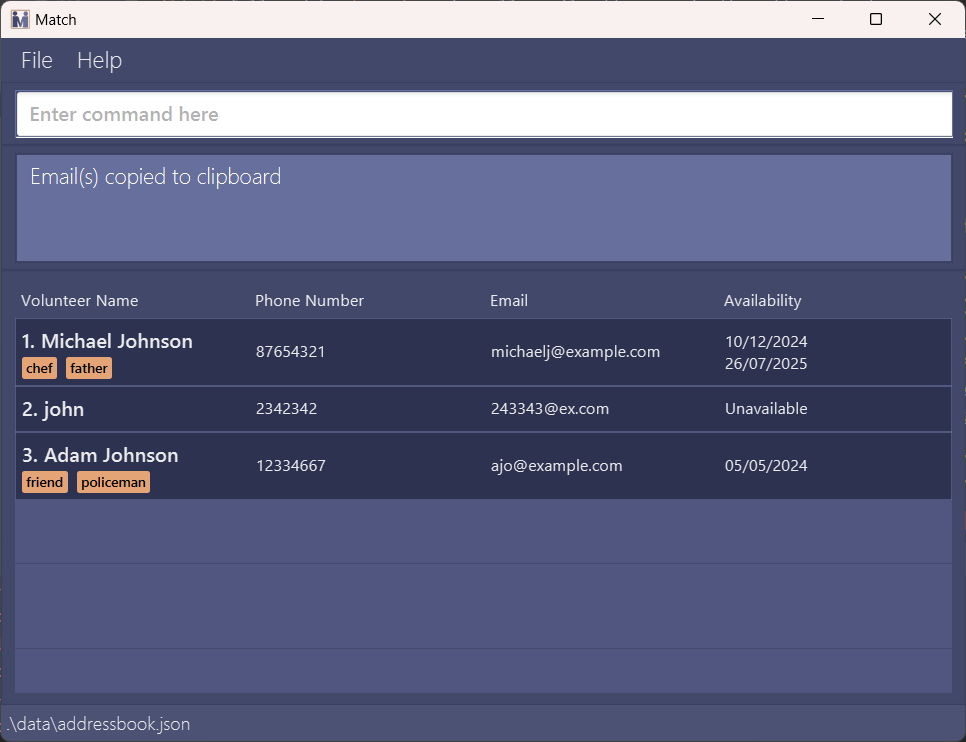 Match
File Help
Enter command here
Email(s) copied to clipboard
Volunteer Name Phone Number Email Availability
1. Michael Johnson 87654321 michaelj@example.com 10/12/2024
chef father 26/07/2025
2. john 2342342 243343@ex.com Unavailable
3. Adam Johnson 12334667 ajo@example.com 05/05/2024
friend policeman
.\data\addressbook.json